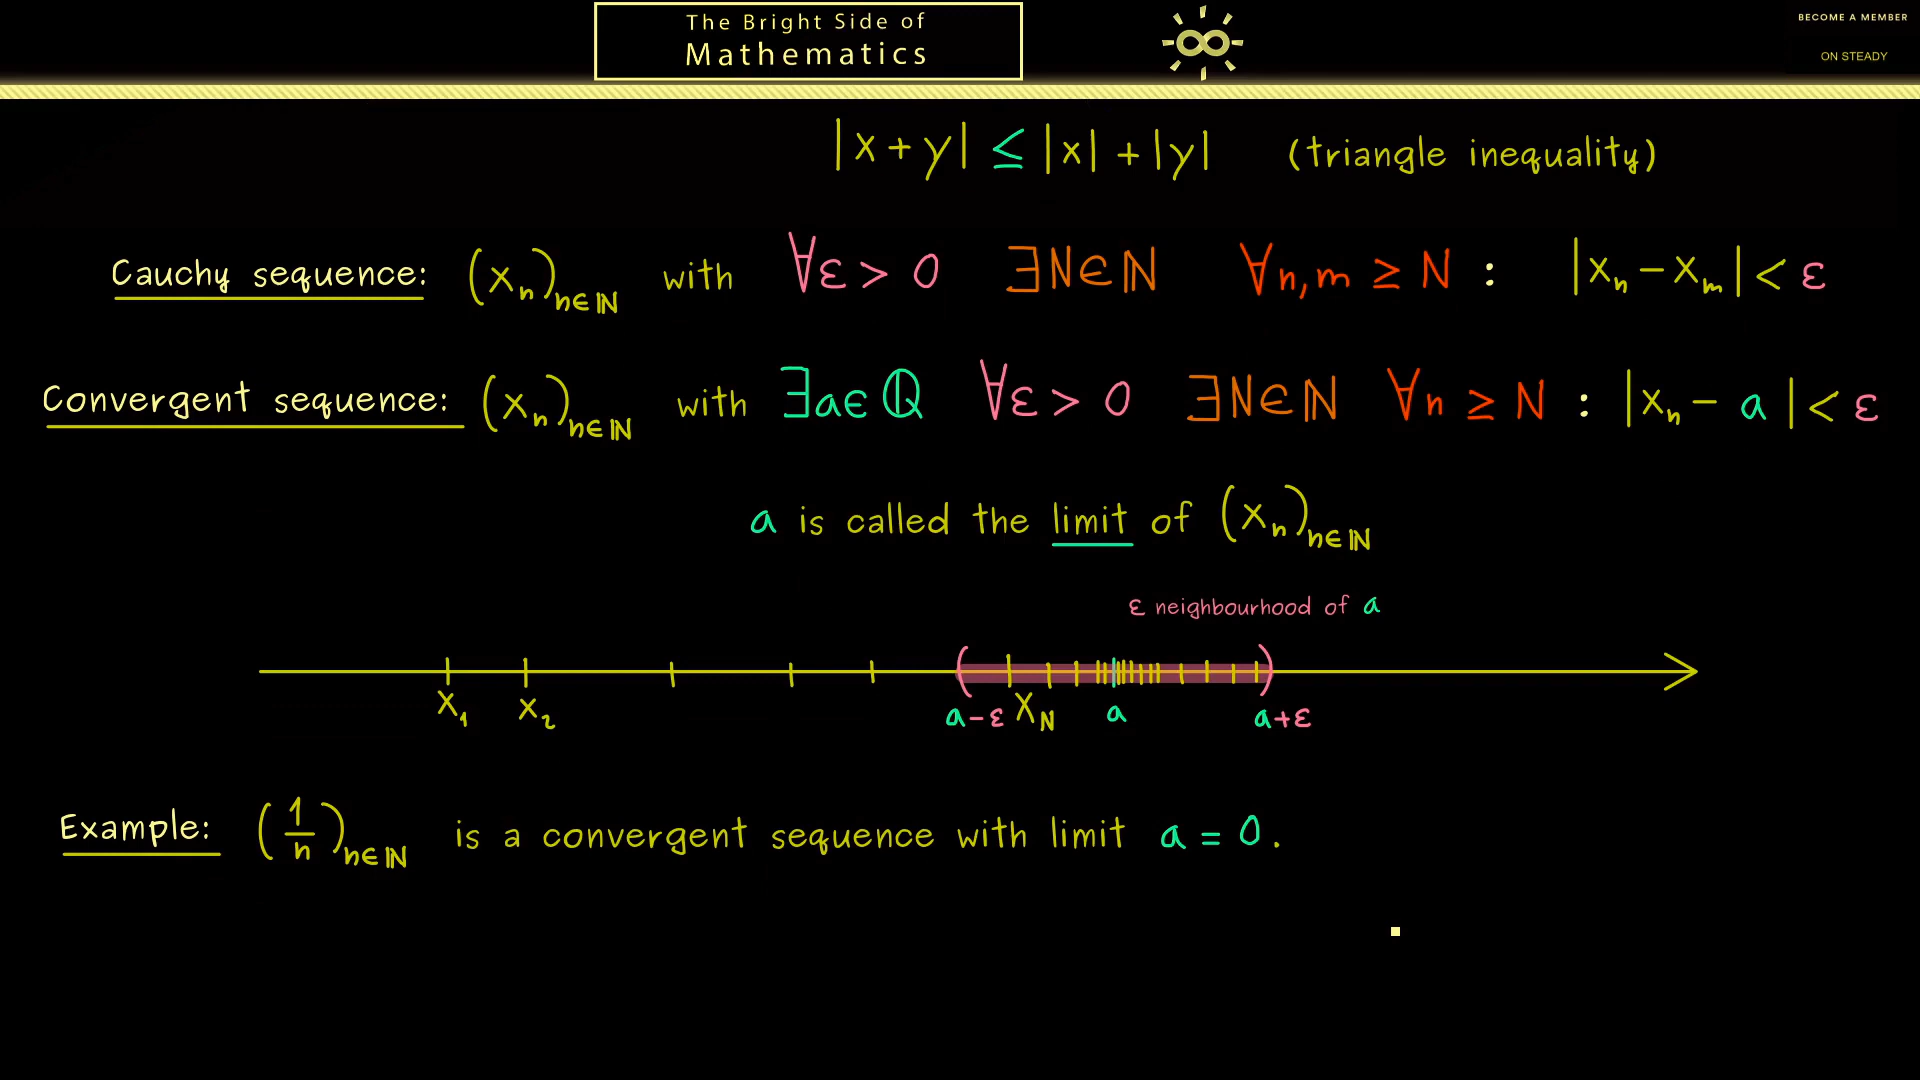 The Bright Side of
Mathematics
BECOME A MEMBER
ON STEADY
|x + y| ≤ |x| + |y| (triangle inequality)
Cauchy sequence: (xₙ)ₙ∈ℕ with ∀ε > 0 ∃N∈ℕ ∀n,m ≥ N : |xₙ − xₘ| < ε
Convergent sequence: (xₙ)ₙ∈ℕ with ∃a∈ℚ ∀ε > 0 ∃N∈ℕ ∀n ≥ N : |xₙ − a| < ε
a is called the limit of (xₙ)ₙ∈ℕ
ε neighbourhood of a
x₁ x₂ a−ε x_N a a+ε
Example: (1/n)ₙ∈ℕ is a convergent sequence with limit a = 0.